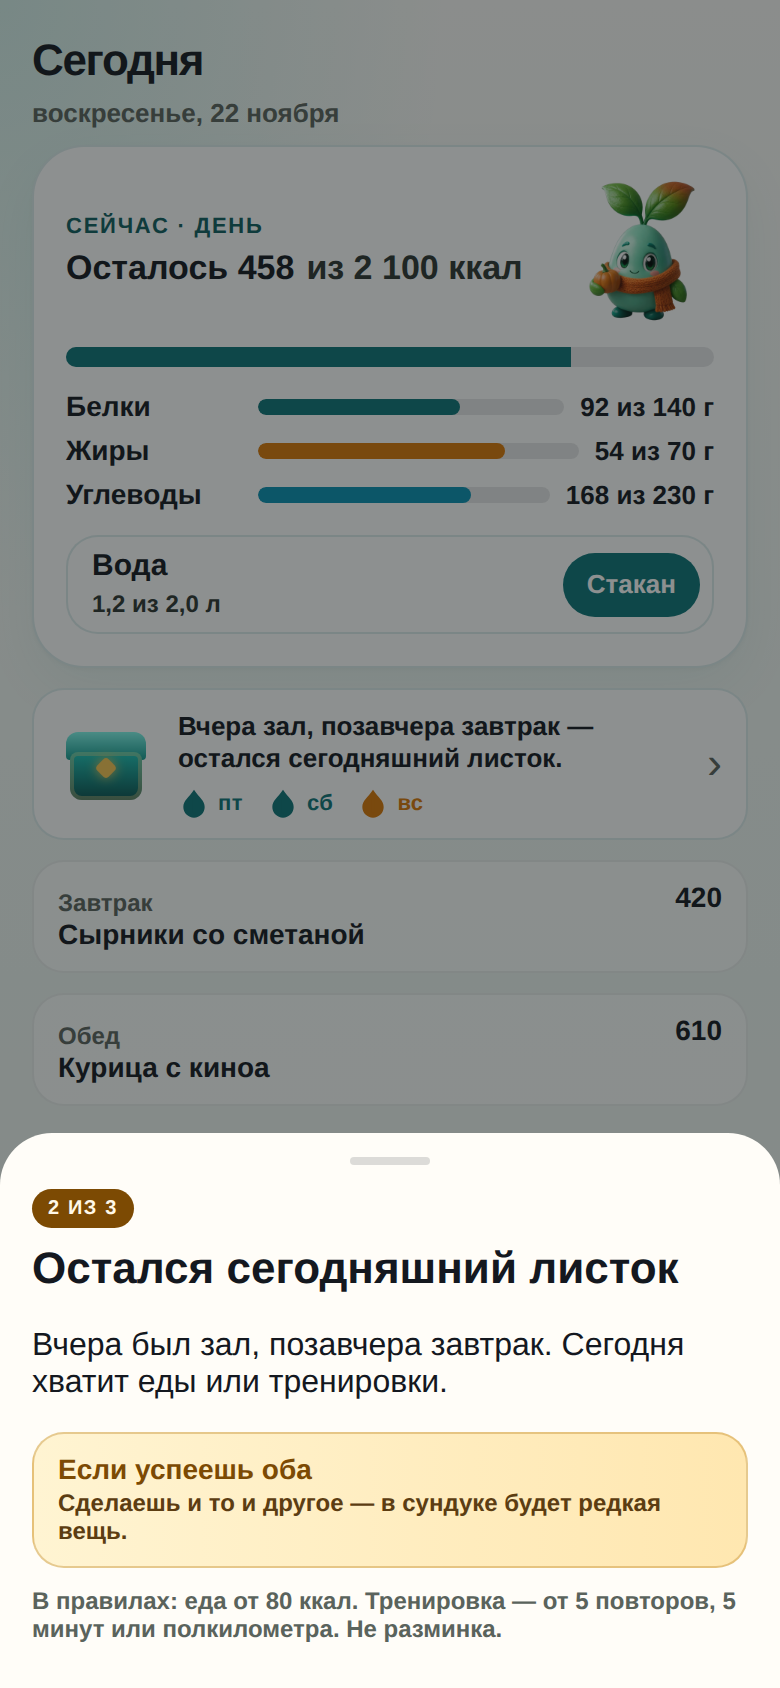 Сегодня
воскресенье, 22 ноября
СЕЙЧАС · ДЕНЬ
Осталось 458 из 2 100 ккал
Белки 92 из 140 г
Жиры 54 из 70 г
Углеводы 168 из 230 г
Вода
1,2 из 2,0 л
Стакан
Вчера зал, позавчера завтрак —
остался сегодняшний листок.
пт сб вс
Завтрак
420
Сырники со сметаной
Обед
610
Курица с киноа
2 ИЗ 3
Остался сегодняшний листок
Вчера был зал, позавчера завтрак. Сегодня
хватит еды или тренировки.
Если успеешь оба
Сделаешь и то и другое — в сундуке будет редкая
вещь.
В правилах: еда от 80 ккал. Тренировка — от 5 повторов, 5
минут или полкилометра. Не разминка.